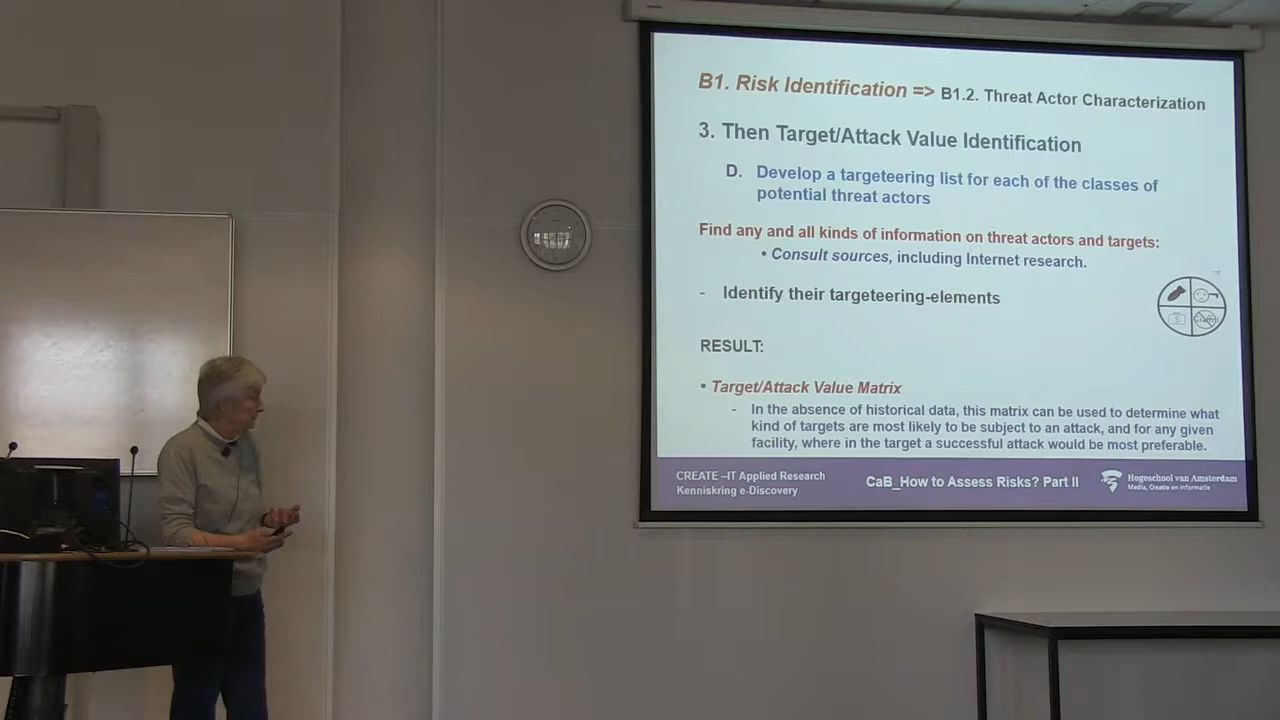 B1. Risk Identification => B1.2. Threat Actor Characterization
3. Then Target/Attack Value Identification
D. Develop a targeteering list for each of the classes of
potential threat actors
Find any and all kinds of information on threat actors and targets:
• Consult sources, including Internet research.
- Identify their targeteering-elements
RESULT:
• Target/Attack Value Matrix
- In the absence of historical data, this matrix can be used to determine what
kind of targets are most likely to be subject to an attack, and for any given
facility, where in the target a successful attack would be most preferable.
CREATE –IT Applied Research
Kenniskring e-Discovery
CaB_How to Assess Risks? Part II
Hogeschool van Amsterdam
Media, Creatie en Informatie